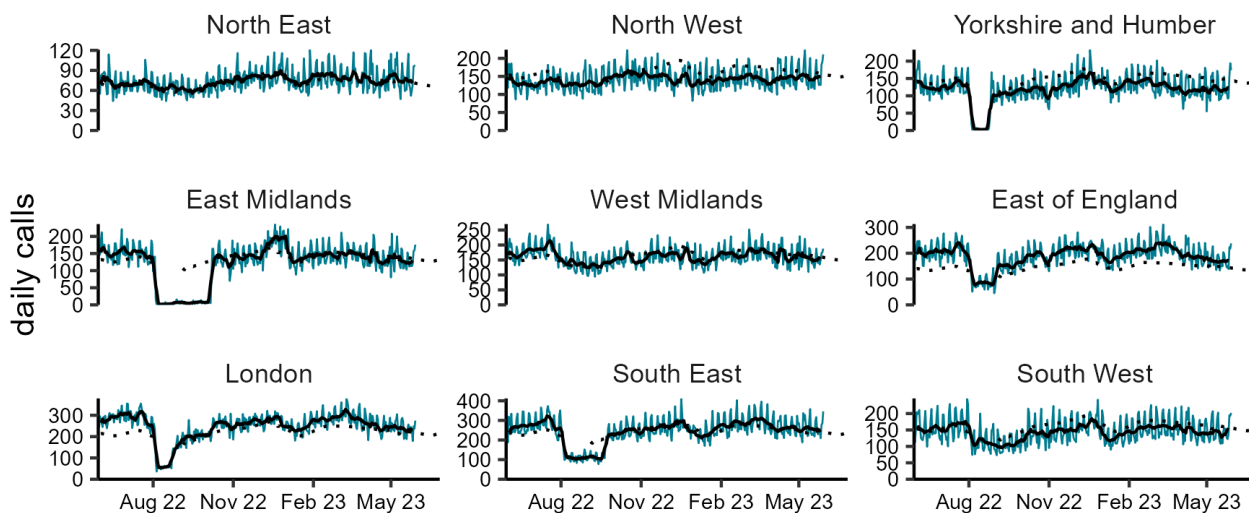 North East
North West
Yorkshire and Humber
120
90
60
30
0
200
150
100
50
0
200
150
100
50
0
daily calls
East Midlands
West Midlands
East of England
200
150
100
50
0
250
200
150
100
50
0
300
200
100
0
London
South East
South West
300
200
100
0
400
300
200
100
0
200
150
100
50
0
Aug 22
Nov 22
Feb 23
May 23
Aug 22
Nov 22
Feb 23
May 23
Aug 22
Nov 22
Feb 23
May 23